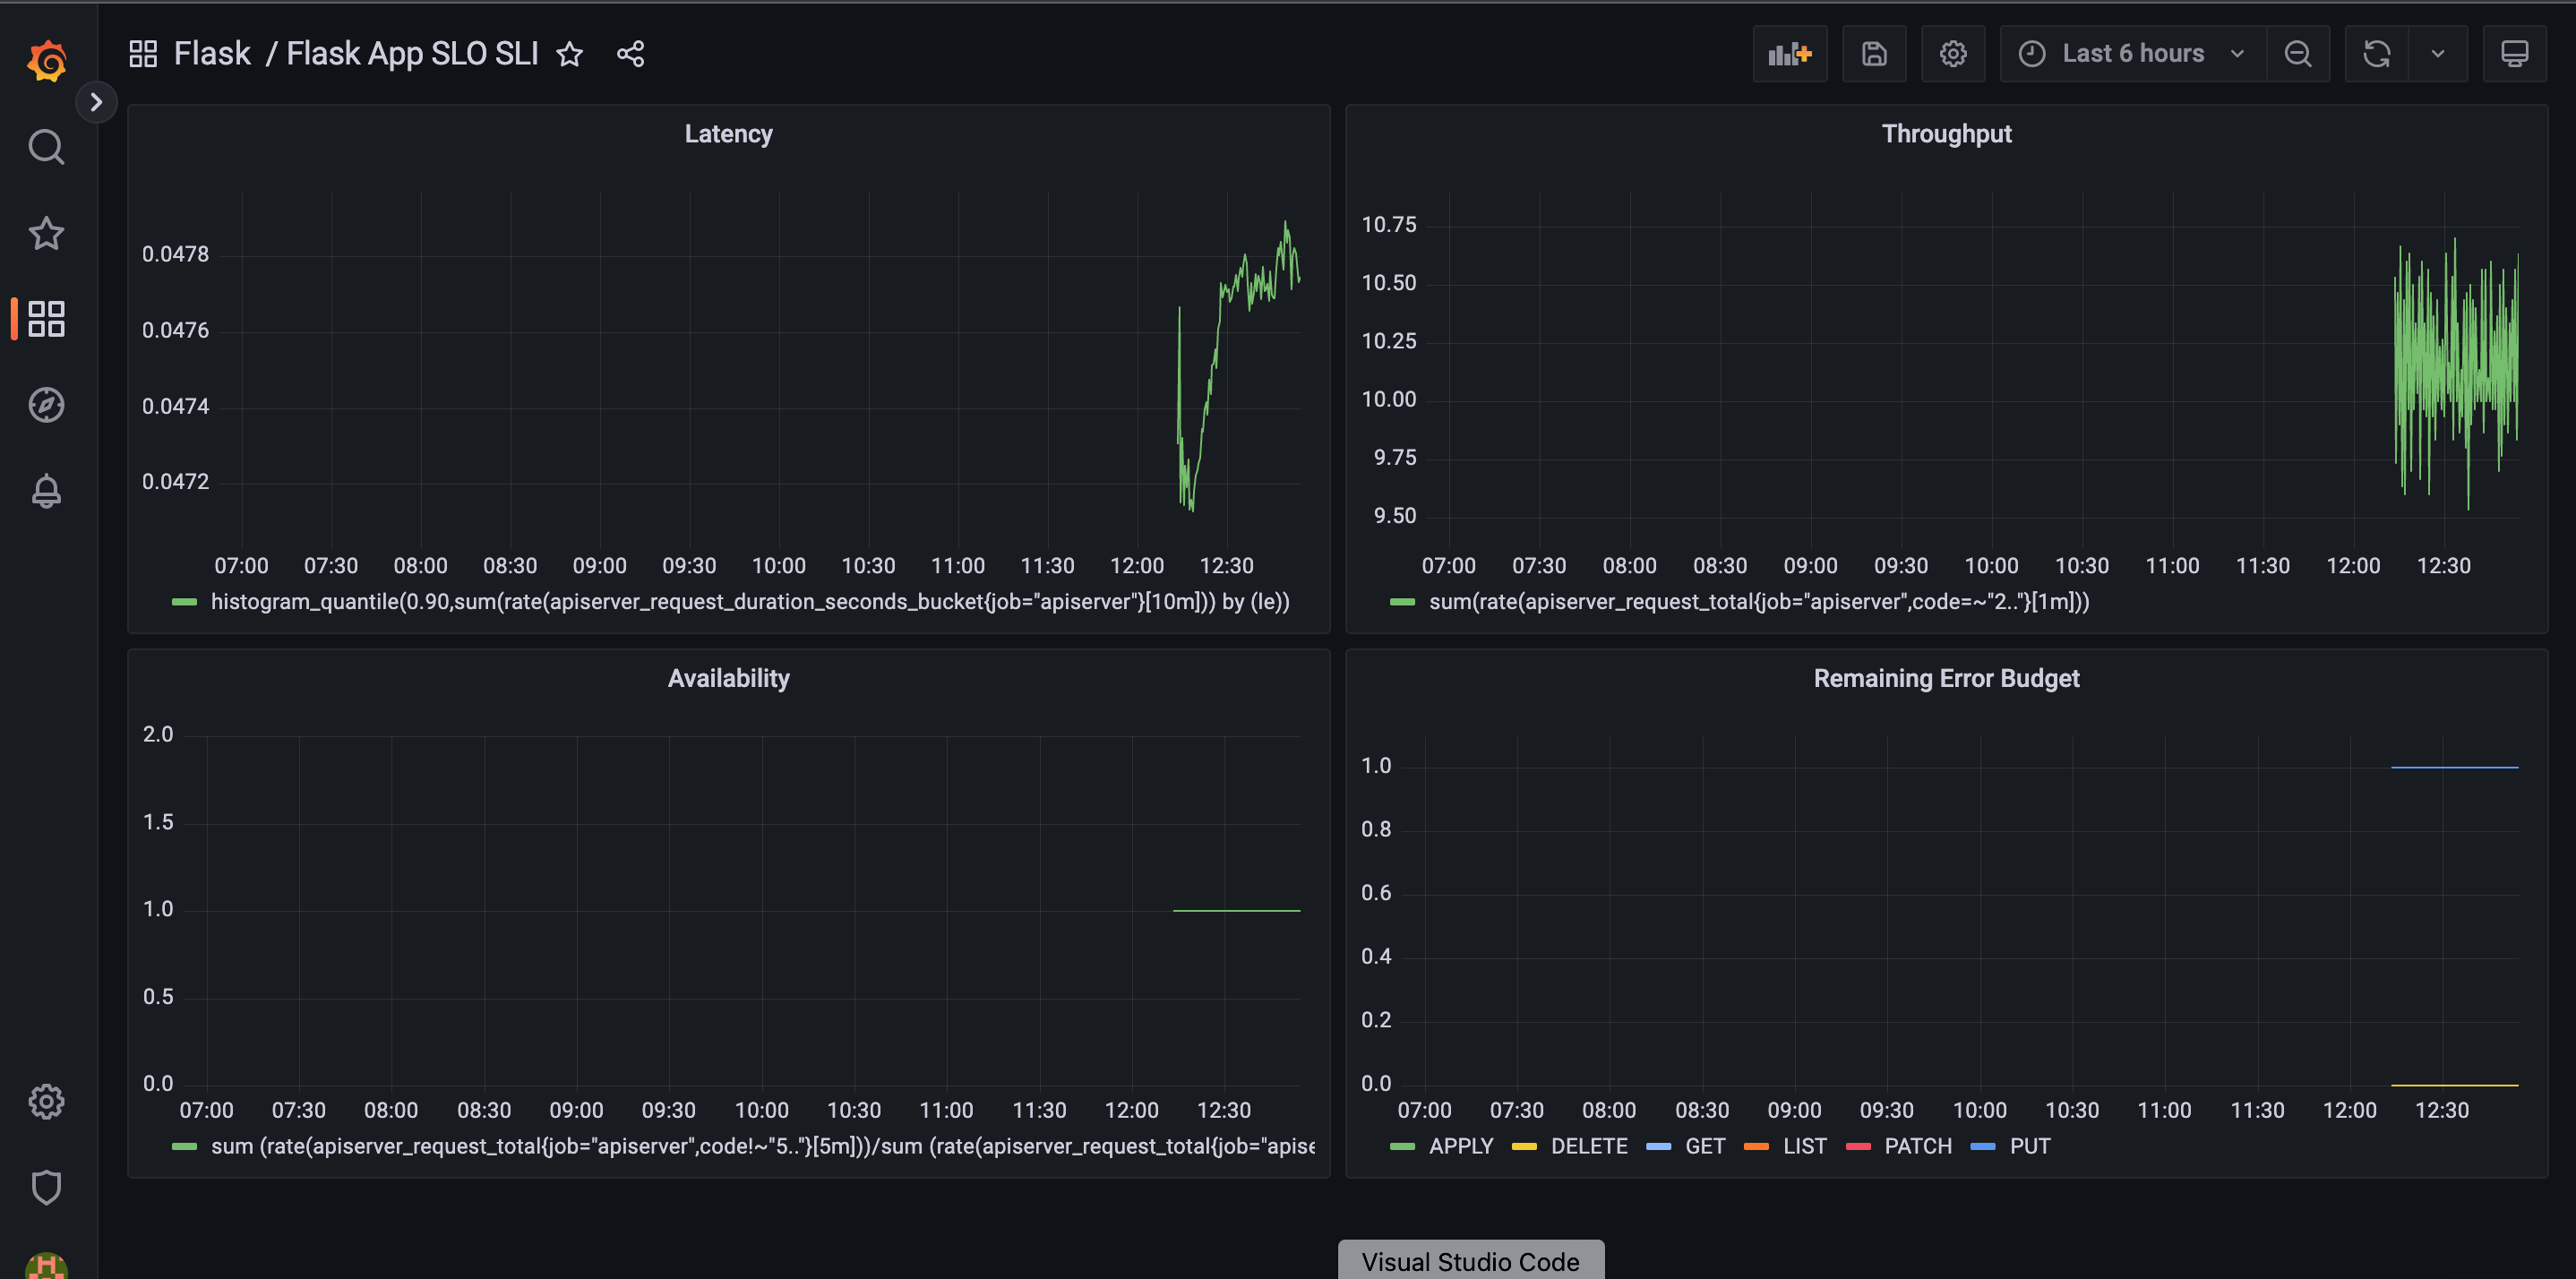 Flask / Flask App SLO SLI
Last 6 hours
Latency
0.0478
0.0476
0.0474
0.0472
07:00 07:30 08:00 08:30 09:00 09:30 10:00 10:30 11:00 11:30 12:00 12:30
histogram_quantile(0.90,sum(rate(apiserver_request_duration_seconds_bucket{job="apiserver"}[10m])) by (le))
Throughput
10.75
10.50
10.25
10.00
9.75
9.50
07:00 07:30 08:00 08:30 09:00 09:30 10:00 10:30 11:00 11:30 12:00 12:30
sum(rate(apiserver_request_total{job="apiserver",code=~"2.."}[1m]))
Availability
2.0
1.5
1.0
0.5
0.0
07:00 07:30 08:00 08:30 09:00 09:30 10:00 10:30 11:00 11:30 12:00 12:30
sum (rate(apiserver_request_total{job="apiserver",code!~"5.."}[5m]))/sum (rate(apiserver_request_total{job="apise
Remaining Error Budget
1.0
0.8
0.6
0.4
0.2
0.0
07:00 07:30 08:00 08:30 09:00 09:30 10:00 10:30 11:00 11:30 12:00 12:30
APPLY DELETE GET LIST PATCH PUT
Visual Studio Code